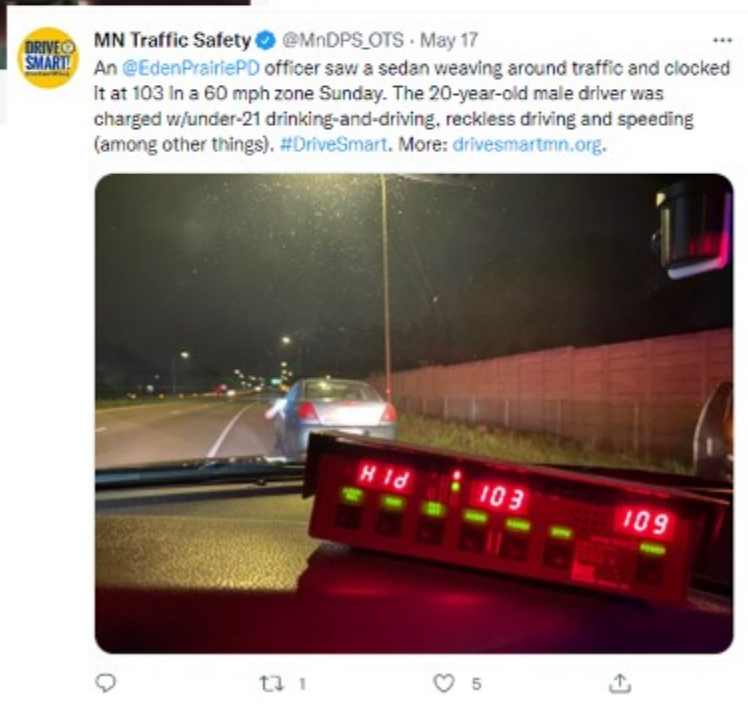 DRIVE
SMART!
MN Traffic Safety @MnDPS_OTS · May 17
An @EdenPrairiePD officer saw a sedan weaving around traffic and clocked
it at 103 in a 60 mph zone Sunday. The 20-year-old male driver was
charged w/under-21 drinking-and-driving, reckless driving and speeding
(among other things). #DriveSmart. More: drivesmartmn.org.
H1d 103 109
1 5